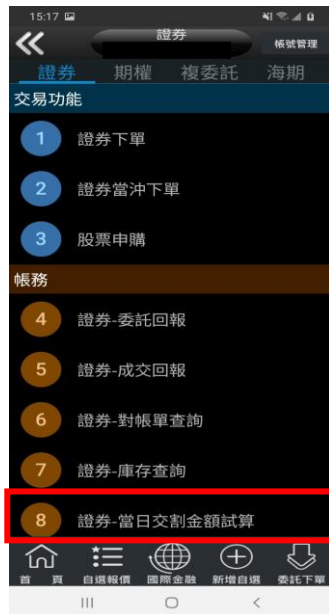 15:17
證券
帳號管理
證券 期權 複委託 海期
交易功能
1 證券下單
2 證券當沖下單
3 股票申購
帳務
4 證券-委託回報
5 證券-成交回報
6 證券-對帳單查詢
7 證券-庫存查詢
8 證券-當日交割金額試算
首 頁 自選報價 國際金融 新增自選 委託下單